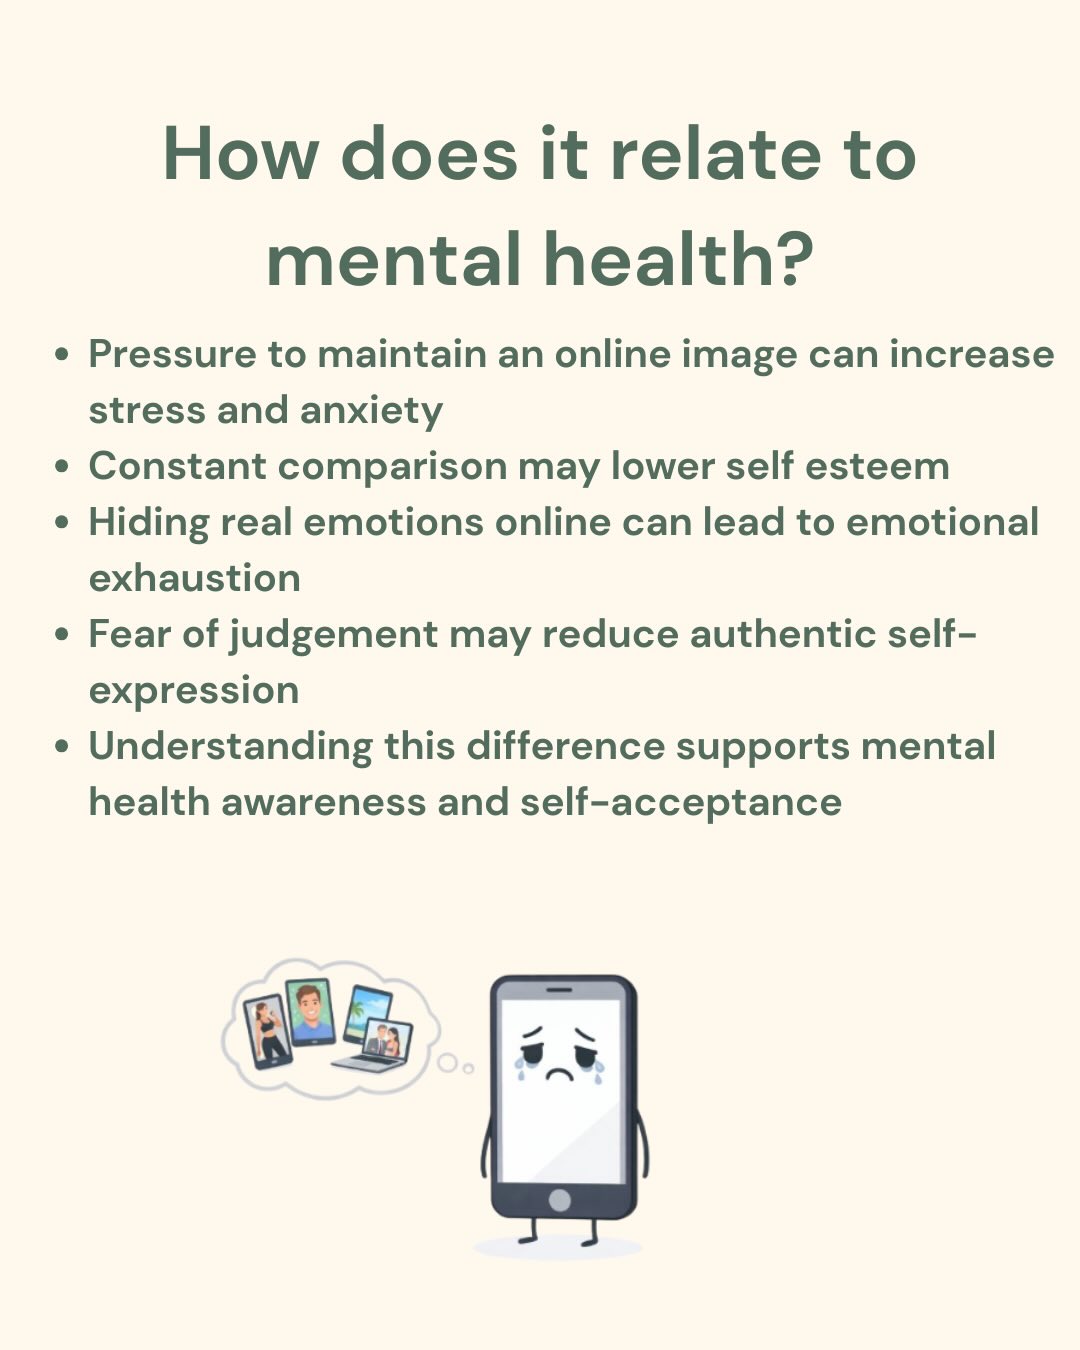 How does it relate to
mental health?
• Pressure to maintain an online image can increase
stress and anxiety
• Constant comparison may lower self esteem
• Hiding real emotions online can lead to emotional
exhaustion
• Fear of judgement may reduce authentic self-
expression
• Understanding this difference supports mental
health awareness and self-acceptance